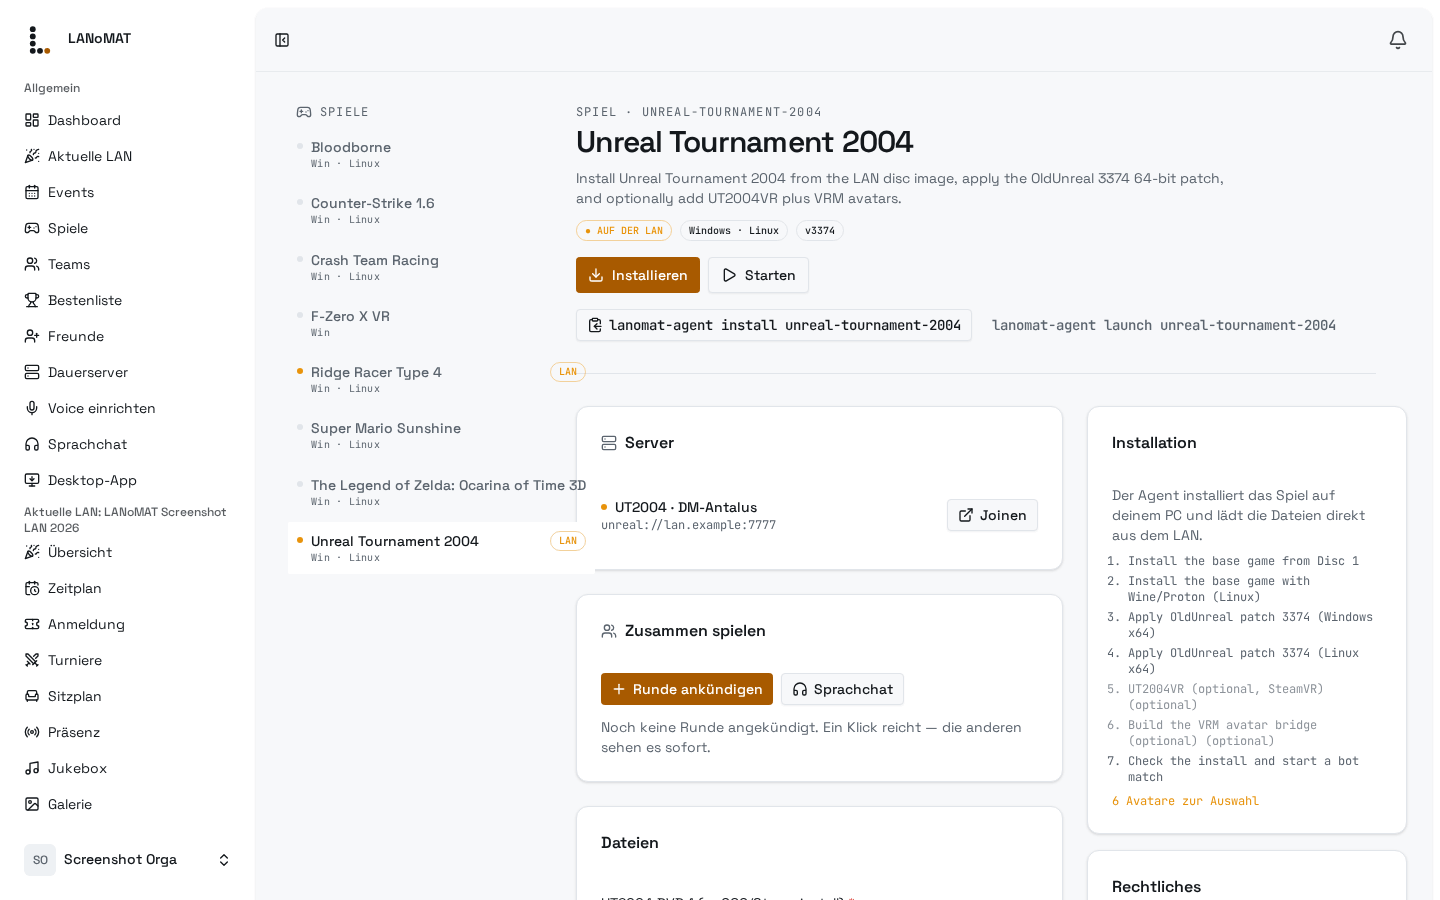 LANoMAT
Allgemein
Dashboard
Aktuelle LAN
Events
Spiele
Teams
Bestenliste
Freunde
Dauerserver
Voice einrichten
Sprachchat
Desktop-App
Aktuelle LAN: LANoMAT Screenshot
LAN 2026
Übersicht
Zeitplan
Anmeldung
Turniere
Sitzplan
Präsenz
Jukebox
Galerie
SO
Screenshot Orga
SPIELE
Bloodborne
Win · Linux
Counter-Strike 1.6
Win · Linux
Crash Team Racing
Win · Linux
F-Zero X VR
Win
Ridge Racer Type 4
LAN
Win · Linux
Super Mario Sunshine
Win · Linux
The Legend of Zelda: Ocarina of Time 3D
Win · Linux
Unreal Tournament 2004
LAN
Win · Linux
SPIEL · UNREAL-TOURNAMENT-2004
Unreal Tournament 2004
Install Unreal Tournament 2004 from the LAN disc image, apply the OldUnreal 3374 64-bit patch,
and optionally add UT2004VR plus VRM avatars.
AUF DER LAN
Windows · Linux
v3374
Installieren
Starten
lanomat-agent install unreal-tournament-2004
lanomat-agent launch unreal-tournament-2004
Server
UT2004 · DM-Antalus
unreal://lan.example:7777
Joinen
Zusammen spielen
Runde ankündigen
Sprachchat
Noch keine Runde angekündigt. Ein Klick reicht — die anderen
sehen es sofort.
Dateien
Installation
Der Agent installiert das Spiel auf
deinem PC und lädt die Dateien direkt
aus dem LAN.
1. Install the base game from Disc 1
2. Install the base game with
Wine/Proton (Linux)
3. Apply OldUnreal patch 3374 (Windows
x64)
4. Apply OldUnreal patch 3374 (Linux
x64)
5. UT2004VR (optional, SteamVR)
(optional)
6. Build the VRM avatar bridge
(optional) (optional)
7. Check the install and start a bot
match
6 Avatare zur Auswahl
Rechtliches